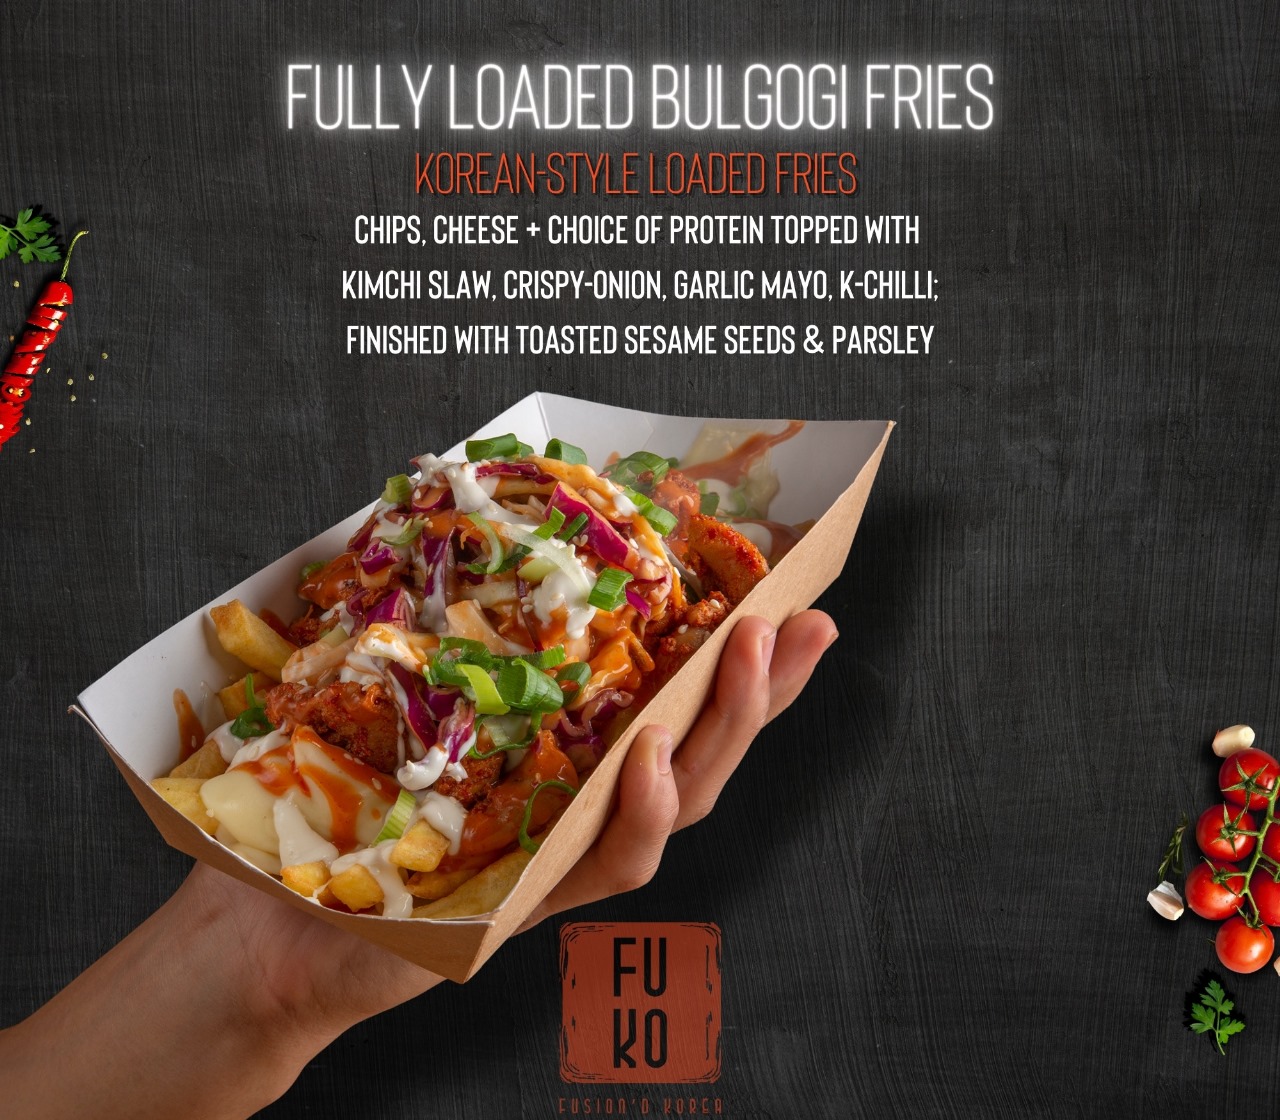 FULLY LOADED BULGOGI FRIES
KOREAN-STYLE LOADED FRIES
CHIPS, CHEESE + CHOICE OF PROTEIN TOPPED WITH
KIMCHI SLAW, CRISPY-ONION, GARLIC MAYO, K-CHILLI;
FINISHED WITH TOASTED SESAME SEEDS & PARSLEY
FU
KO
FUSION'D KOREA